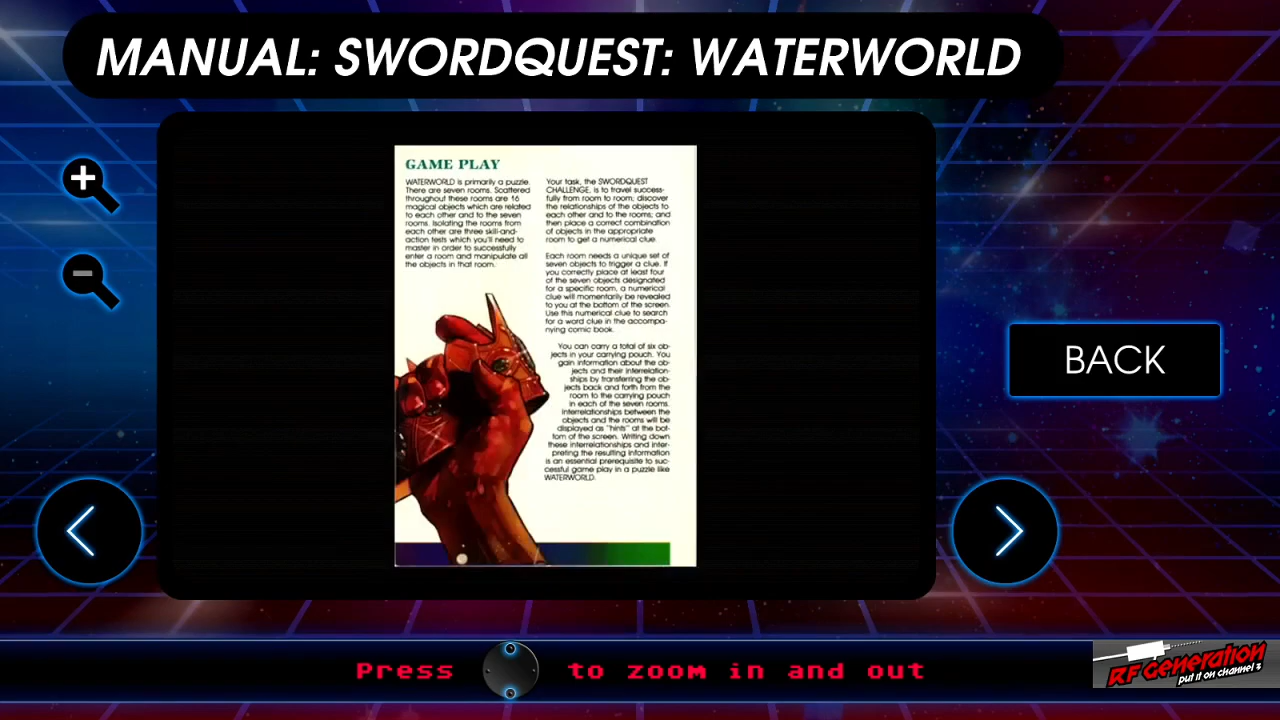 MANUAL: SWORDQUEST: WATERWORLD
GAME PLAY
WATERWORLD is primarily a puzzle.
There are seven rooms. Scattered
throughout these rooms are 16
magical objects which are related
to each other and to the seven
rooms. Isolating the rooms from
each other are three skill-and-
action tests which you'll need to
master in order to successfully
enter a room and manipulate all
the objects in that room.
Your task, the SWORDQUEST
CHALLENGE, is to travel success-
fully from room to room; discover
the relationships of the objects to
each other and to the rooms; and
then place a correct combination
of objects in the appropriate
room to get a numerical clue.
Each room needs a unique set of
seven objects to trigger a clue. If
you correctly place at least four
of the seven objects designated
for a specific room, a numerical
clue will momentarily be revealed
to you at the bottom of the screen.
Use this numerical clue to search
for a word clue in the accompa-
nying comic book.
You can carry a total of six ob-
jects in your carrying pouch. You
gain information about the ob-
jects and their interrelation-
ships by transferring the ob-
jects back and forth from the
room to the carrying pouch
in each of the seven rooms.
Interrelationships between the
objects and the rooms will be
displayed as "hints" at the bot-
tom of the screen. Writing down
these interrelationships and inter-
preting the resulting information
is an essential prerequisite to suc-
cessful game play in a puzzle like
WATERWORLD.
BACK
Press to zoom in and out
RF Generation
put it on channel 3